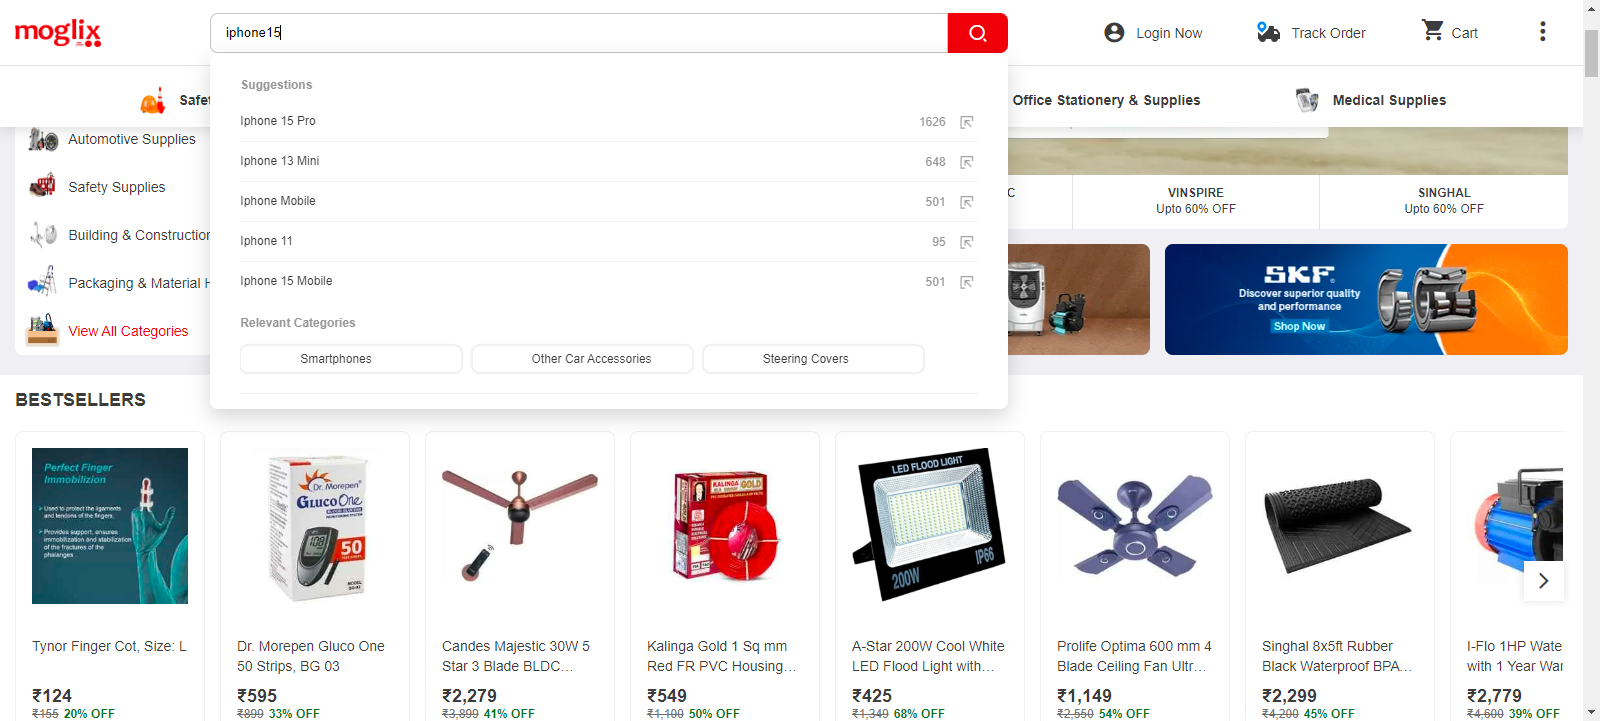 moglix
iphone15
Login Now
Track Order
Cart
Safet
Office Stationery & Supplies
Medical Supplies
Suggestions
Iphone 15 Pro 1626
Iphone 13 Mini 648
Iphone Mobile 501
Iphone 11 95
Iphone 15 Mobile 501
Relevant Categories
Smartphones
Other Car Accessories
Steering Covers
Automotive Supplies
Safety Supplies
Building & Construction
Packaging & Material H
View All Categories
C
VINSPIRE
Upto 60% OFF
SINGHAL
Upto 60% OFF
SKF
Discover superior quality
and performance
Shop Now
BESTSELLERS
Perfect Finger
Immobilizion
Used to protect the ligaments
and tendons of the fingers.
Provides support, ensures
immobilization and stabilization
of the fractures of the
phalanges
Tynor Finger Cot, Size: L
₹124
₹155 20% OFF
Dr. Morepen
GLUCO ONE
50
Dr. Morepen Gluco One
50 Strips, BG 03
₹595
₹899 33% OFF
Candes Majestic 30W 5
Star 3 Blade BLDC...
₹2,279
₹3,899 41% OFF
KALINGA GOLD
Kalinga Gold 1 Sq mm
Red FR PVC Housing...
₹549
₹1,100 50% OFF
LED FLOOD LIGHT
200W
IP66
A-Star 200W Cool White
LED Flood Light with...
₹425
₹1,349 68% OFF
Prolife Optima 600 mm 4
Blade Ceiling Fan Ultr...
₹1,149
₹2,550 54% OFF
Singhal 8x5ft Rubber
Black Waterproof BPA...
₹2,299
₹4,200 45% OFF
I-Flo 1HP Wate
with 1 Year War
₹2,779
₹4,600 39% OFF